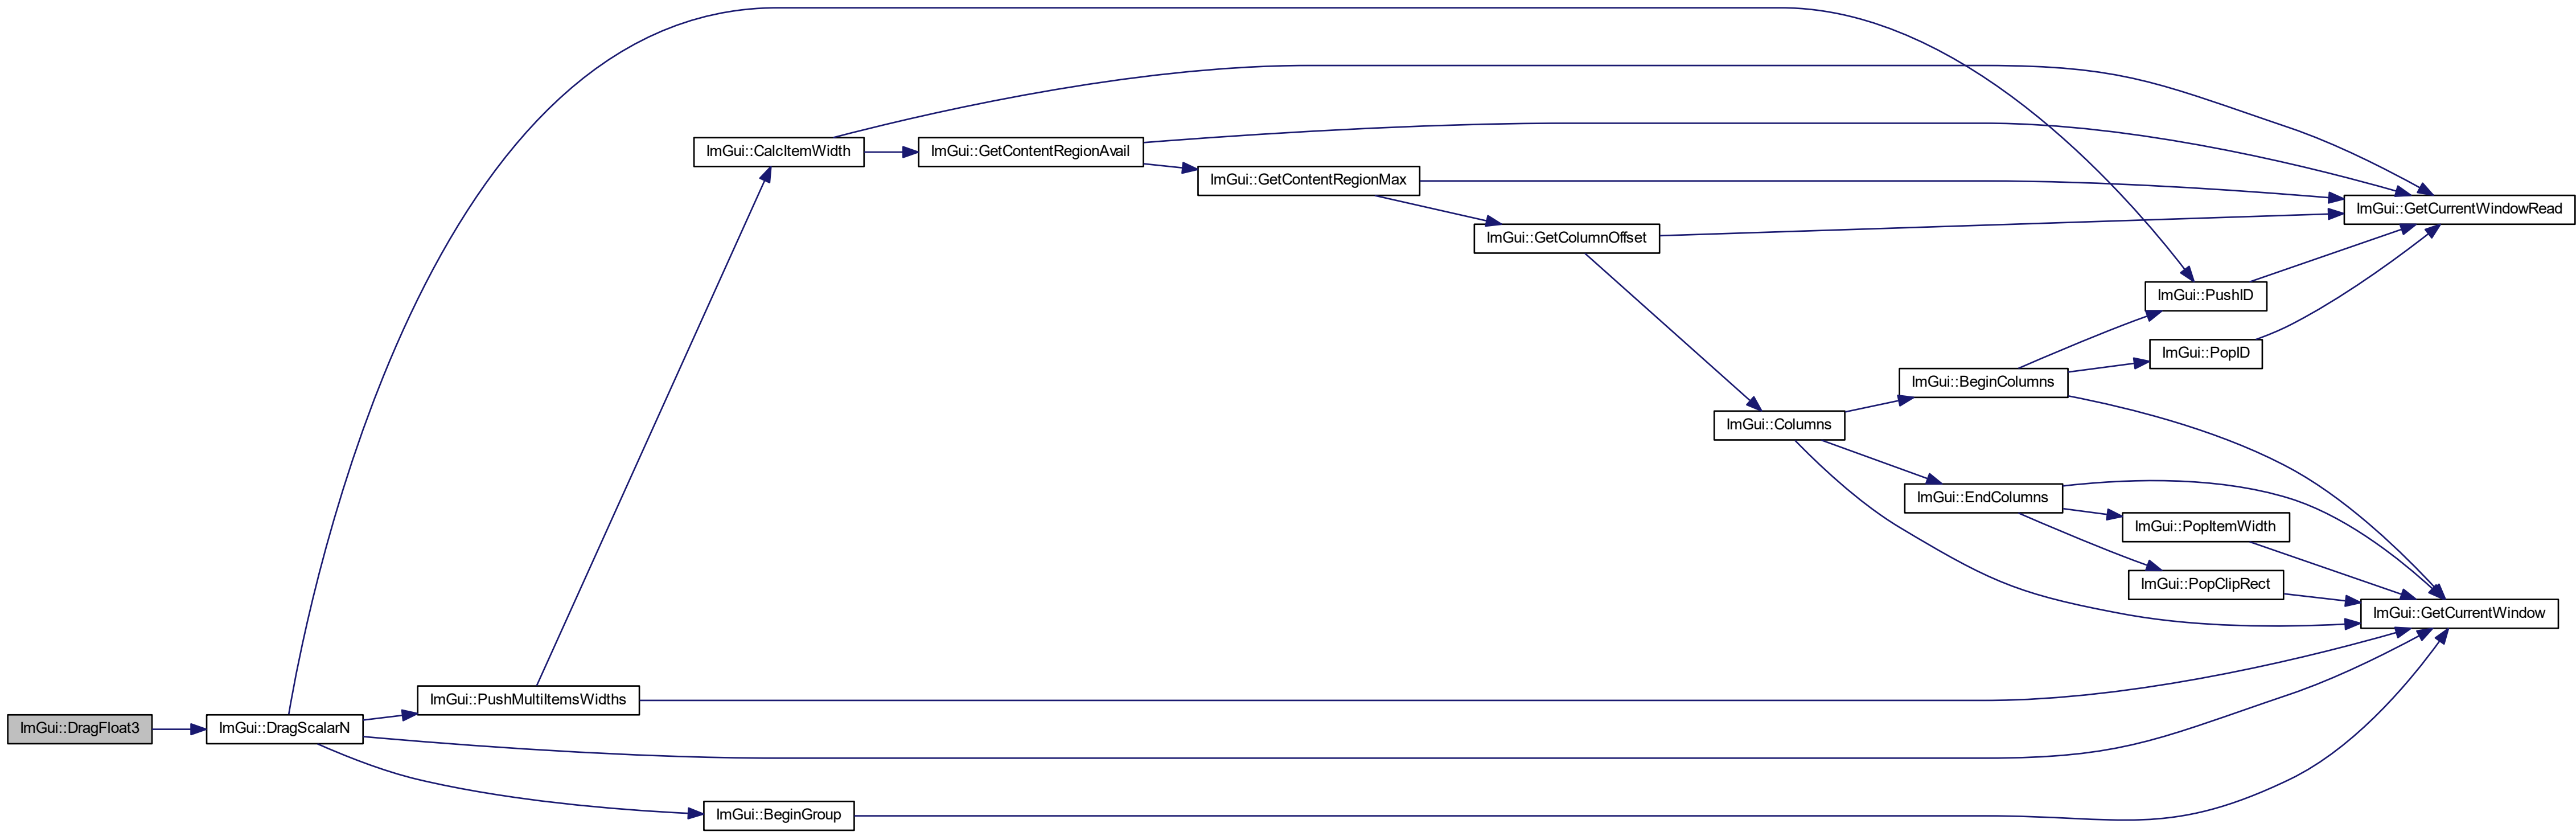 ImGui::CalcItemWidth
ImGui::GetContentRegionAvail
ImGui::GetContentRegionMax
ImGui::GetCurrentWindowRead
ImGui::GetColumnOffset
ImGui::PushID
ImGui::PopID
ImGui::BeginColumns
ImGui::Columns
ImGui::EndColumns
ImGui::PopItemWidth
ImGui::PopClipRect
ImGui::GetCurrentWindow
ImGui::PushMultiItemsWidths
ImGui::DragFloat3
ImGui::DragScalarN
ImGui::BeginGroup